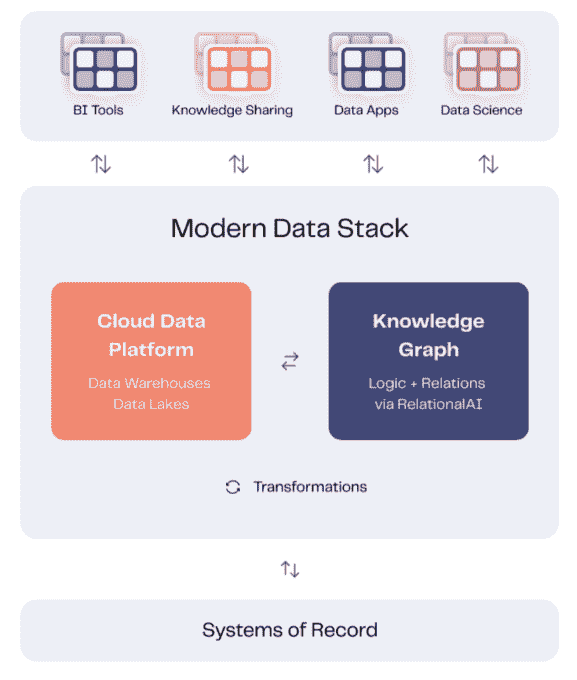 BI Tools
Knowledge Sharing
Data Apps
Data Science
Modern Data Stack
Cloud Data
Platform
Data Warehouses
Data Lakes
Knowledge
Graph
Logic + Relations
via RelationalAI
Transformations
Systems of Record